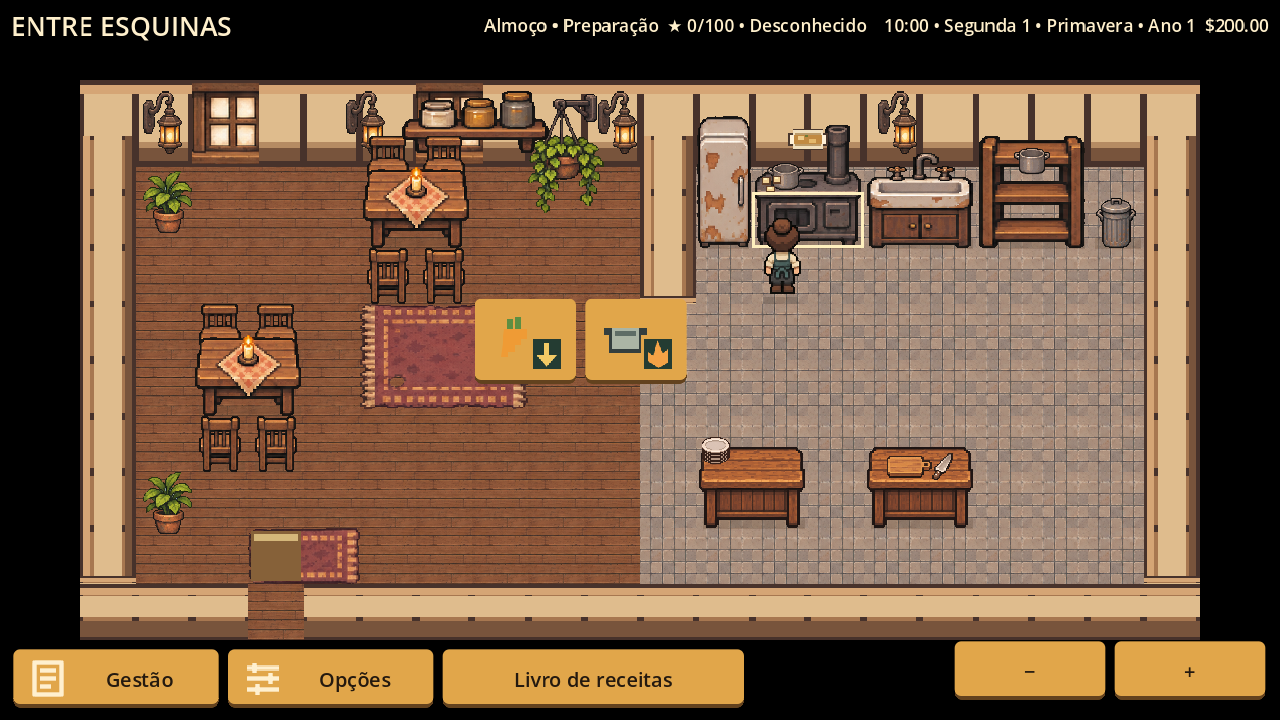 ENTRE ESQUINAS
Almoço • Preparação ★ 0/100 • Desconhecido 10:00 • Segunda 1 • Primavera • Ano 1 $200.00
Gestão
Opções
Livro de receitas
−
+